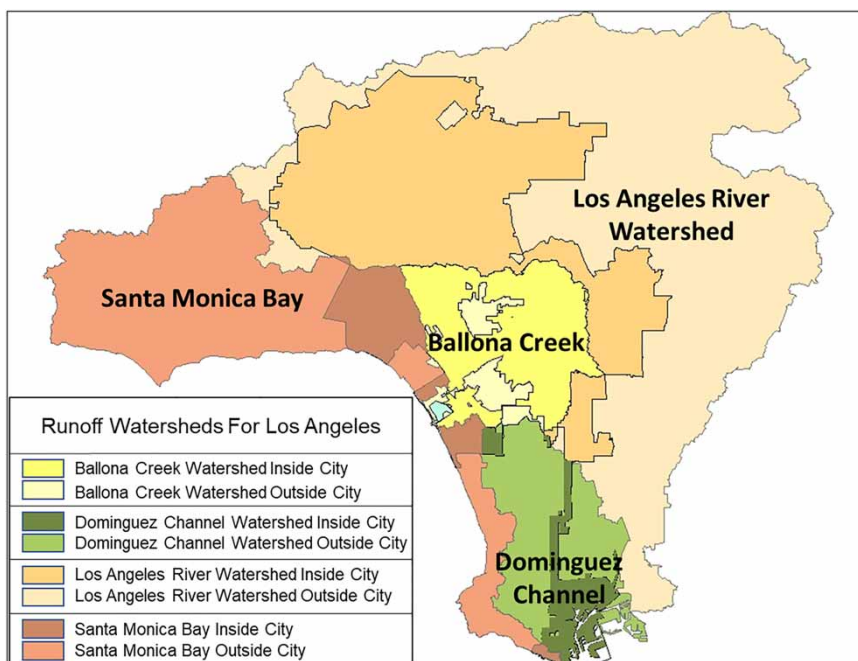 Los Angeles River
Watershed
Santa Monica Bay
Ballona Creek
Dominguez
Channel
Runoff Watersheds For Los Angeles
Ballona Creek Watershed Inside City
Ballona Creek Watershed Outside City
Dominguez Channel Watershed Inside City
Dominguez Channel Watershed Outside City
Los Angeles River Watershed Inside City
Los Angeles River Watershed Outside City
Santa Monica Bay Inside City
Santa Monica Bay Outside City